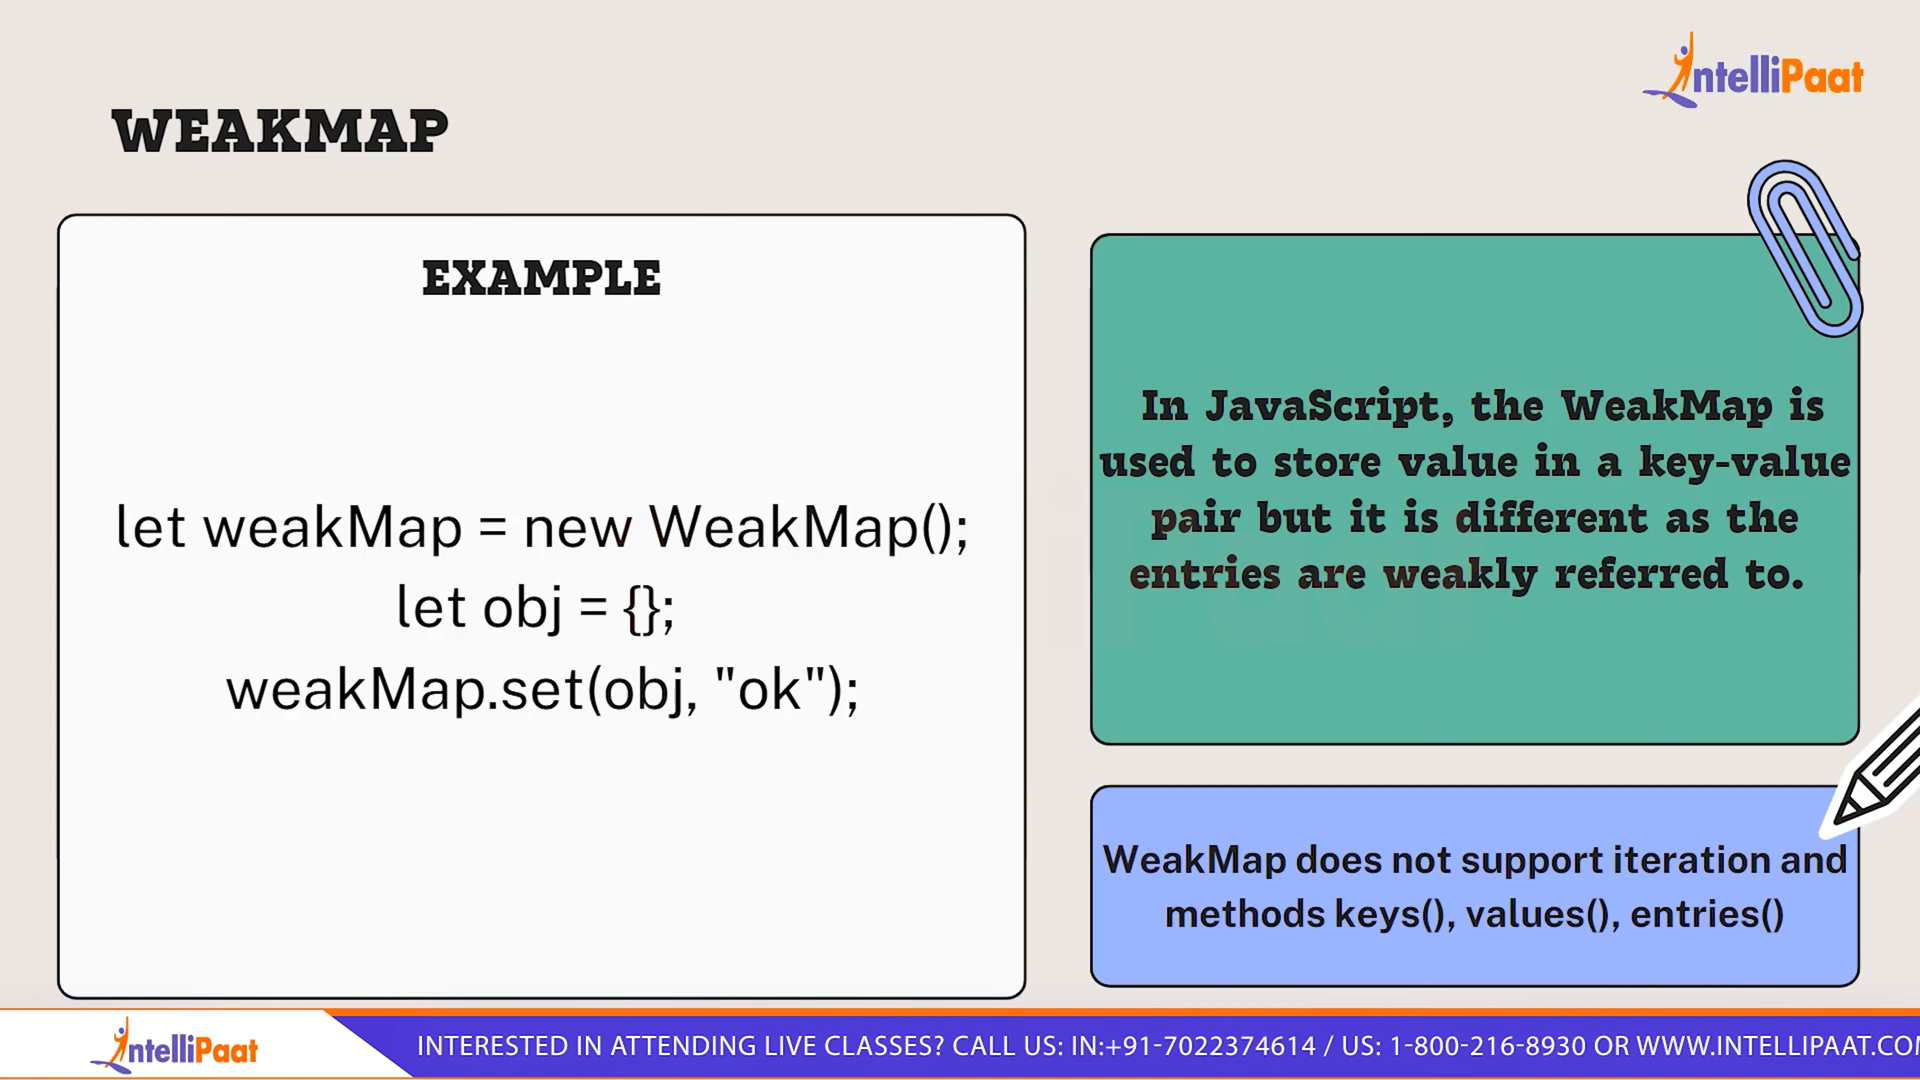 IntelliPaat
WEAKMAP
EXAMPLE
let weakMap = new WeakMap();
let obj = {};
weakMap.set(obj, "ok");
In JavaScript, the WeakMap is
used to store value in a key-value
pair but it is different as the
entries are weakly referred to.
WeakMap does not support iteration and
methods keys(), values(), entries()
IntelliPaat
INTERESTED IN ATTENDING LIVE CLASSES? CALL US: IN:+91-7022374614 / US: 1-800-216-8930 OR WWW.INTELLIPAAT.COM